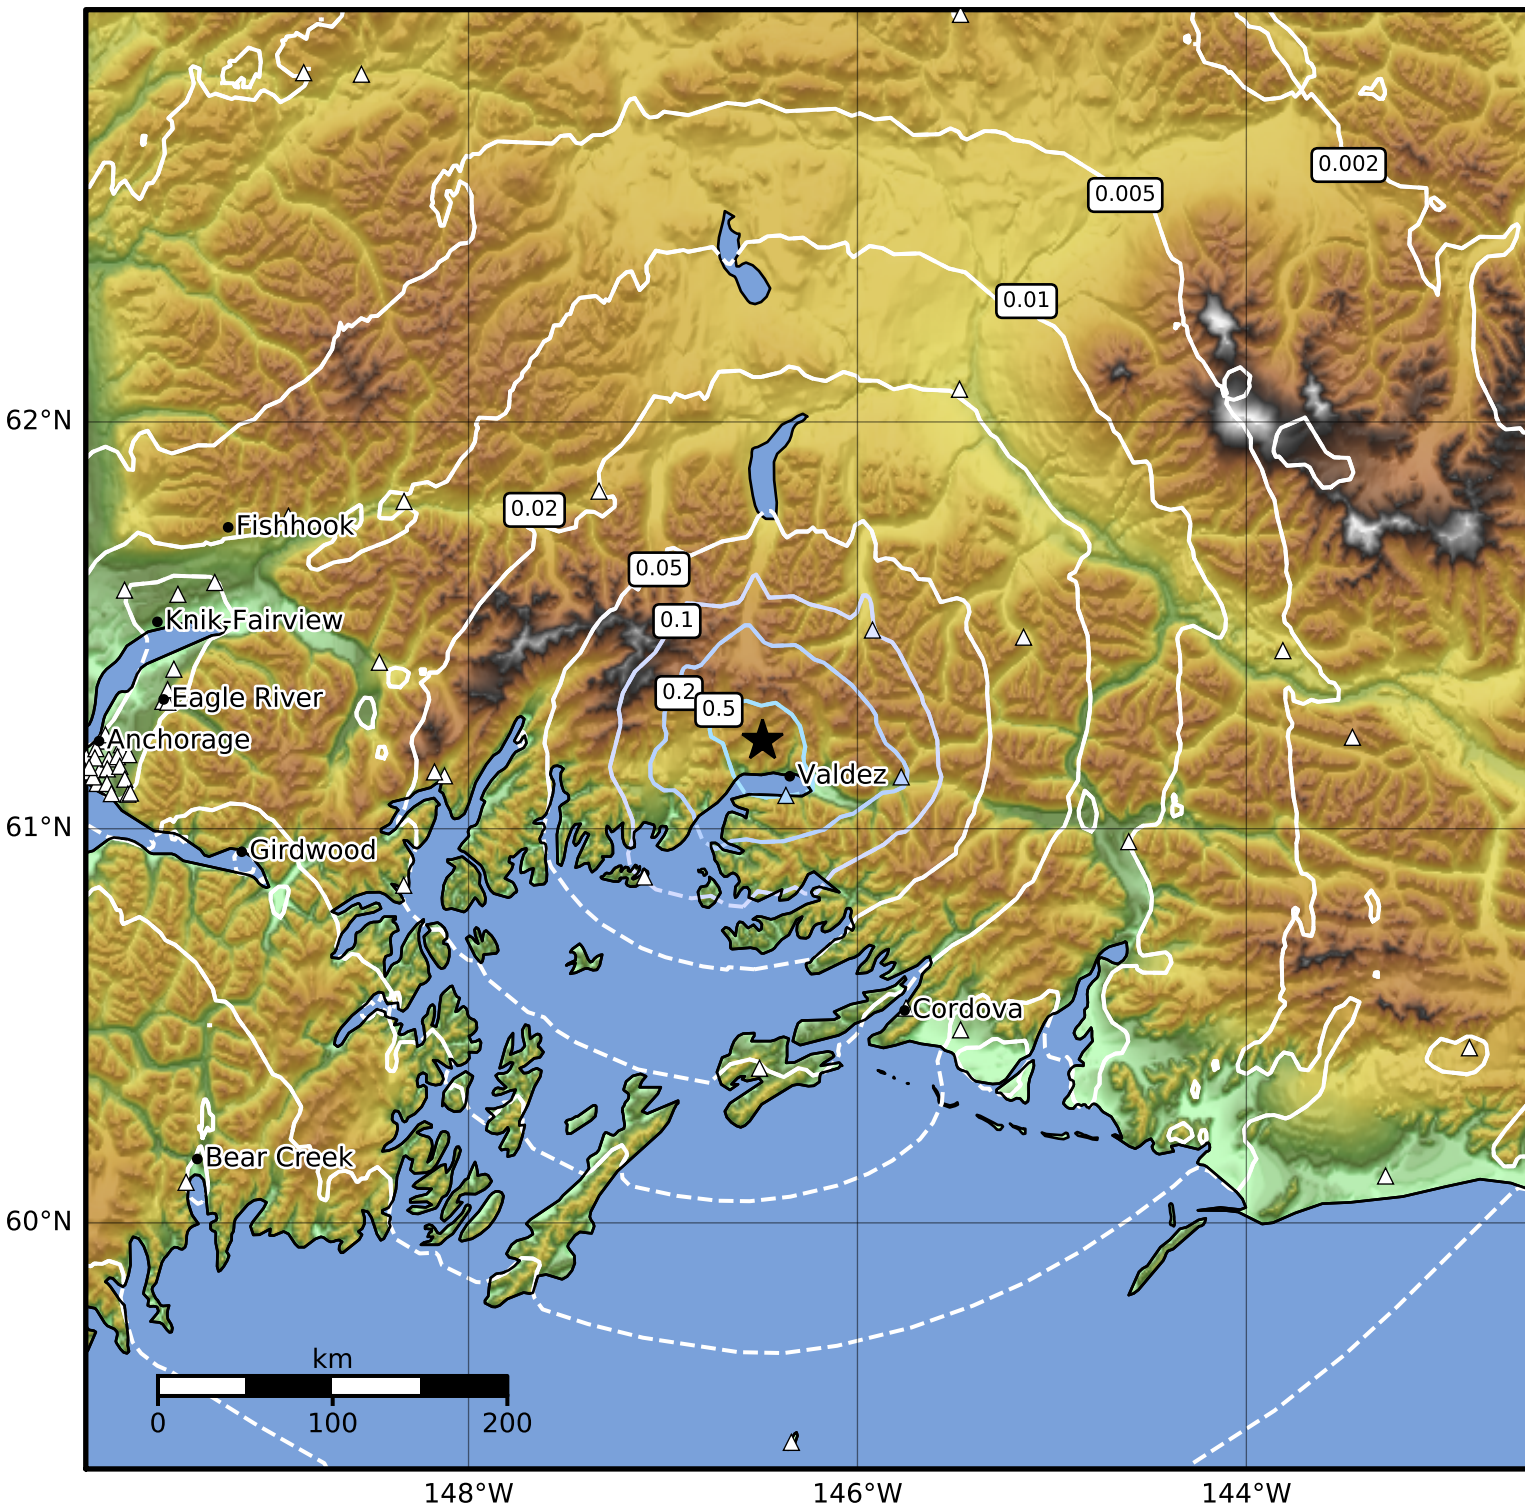 0.002
0.005
0.01
62°N
0.02
Fishhook
0.05
Knik-Fairview
0.1
0.2
Eagle River
0.5
Anchorage
Valdez
61°N
Girdwood
Cordova
Bear Creek
60°N
km
0 100 200
148°W 146°W 144°W